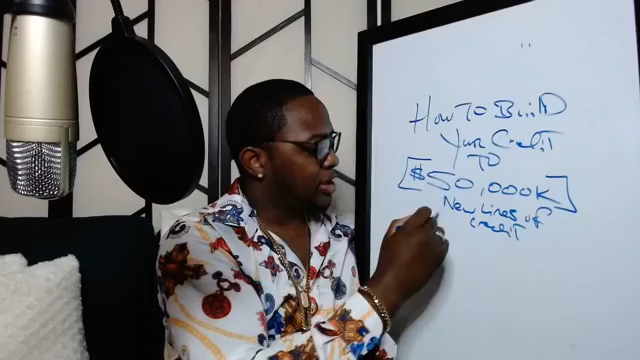 How To Build
Your Credit
To
[$50,000K]
New Lines of
credit